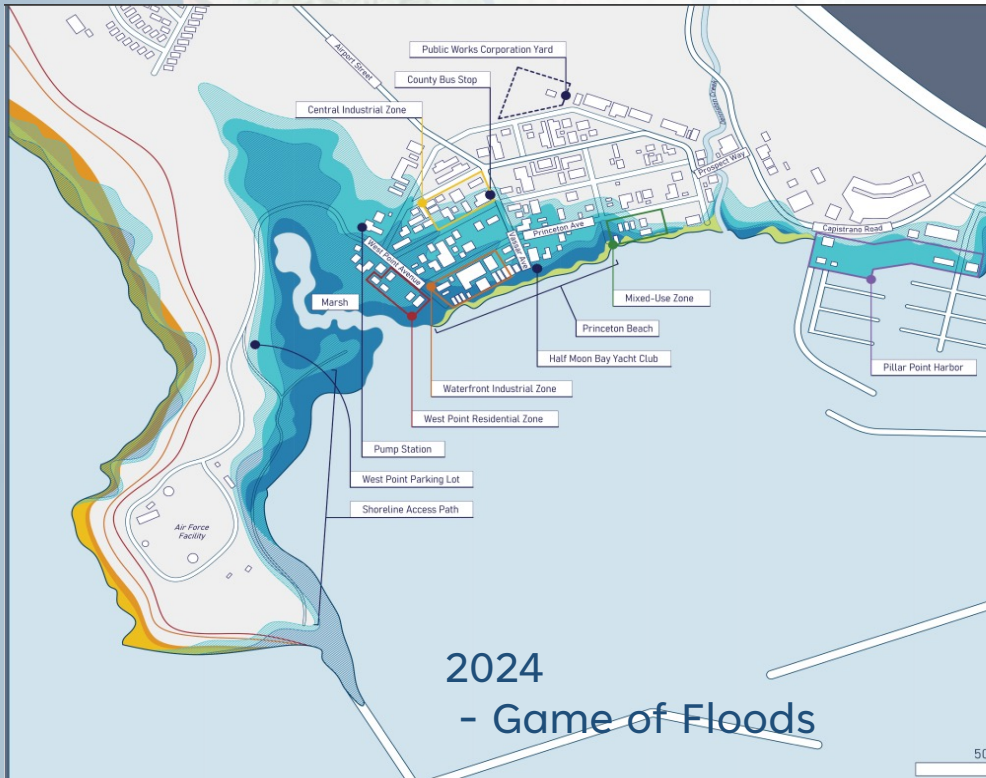 Public Works Corporation Yard
County Bus Stop
Airport Street
Central Industrial Zone
Denniston Creek
Prospect Way
Capistrano Road
Princeton Ave
Vassar Ave
West Point Avenue
Marsh
Mixed-Use Zone
Princeton Beach
Half Moon Bay Yacht Club
Pillar Point Harbor
Waterfront Industrial Zone
West Point Residential Zone
Pump Station
West Point Parking Lot
Shoreline Access Path
Air Force
Facility
2024
- Game of Floods